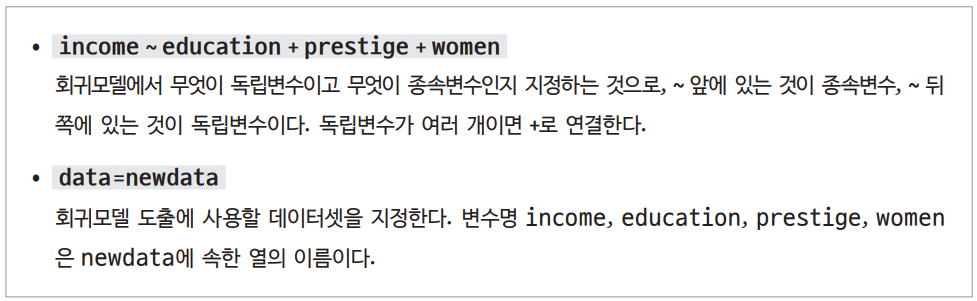 • income ~ education + prestige + women
회귀모델에서 무엇이 독립변수이고 무엇이 종속변수인지 지정하는 것으로, ~ 앞에 있는 것이 종속변수, ~ 뒤
쪽에 있는 것이 독립변수이다. 독립변수가 여러 개이면 +로 연결한다.
• data=newdata
회귀모델 도출에 사용할 데이터셋을 지정한다. 변수명 income, education, prestige, women
은 newdata에 속한 열의 이름이다.